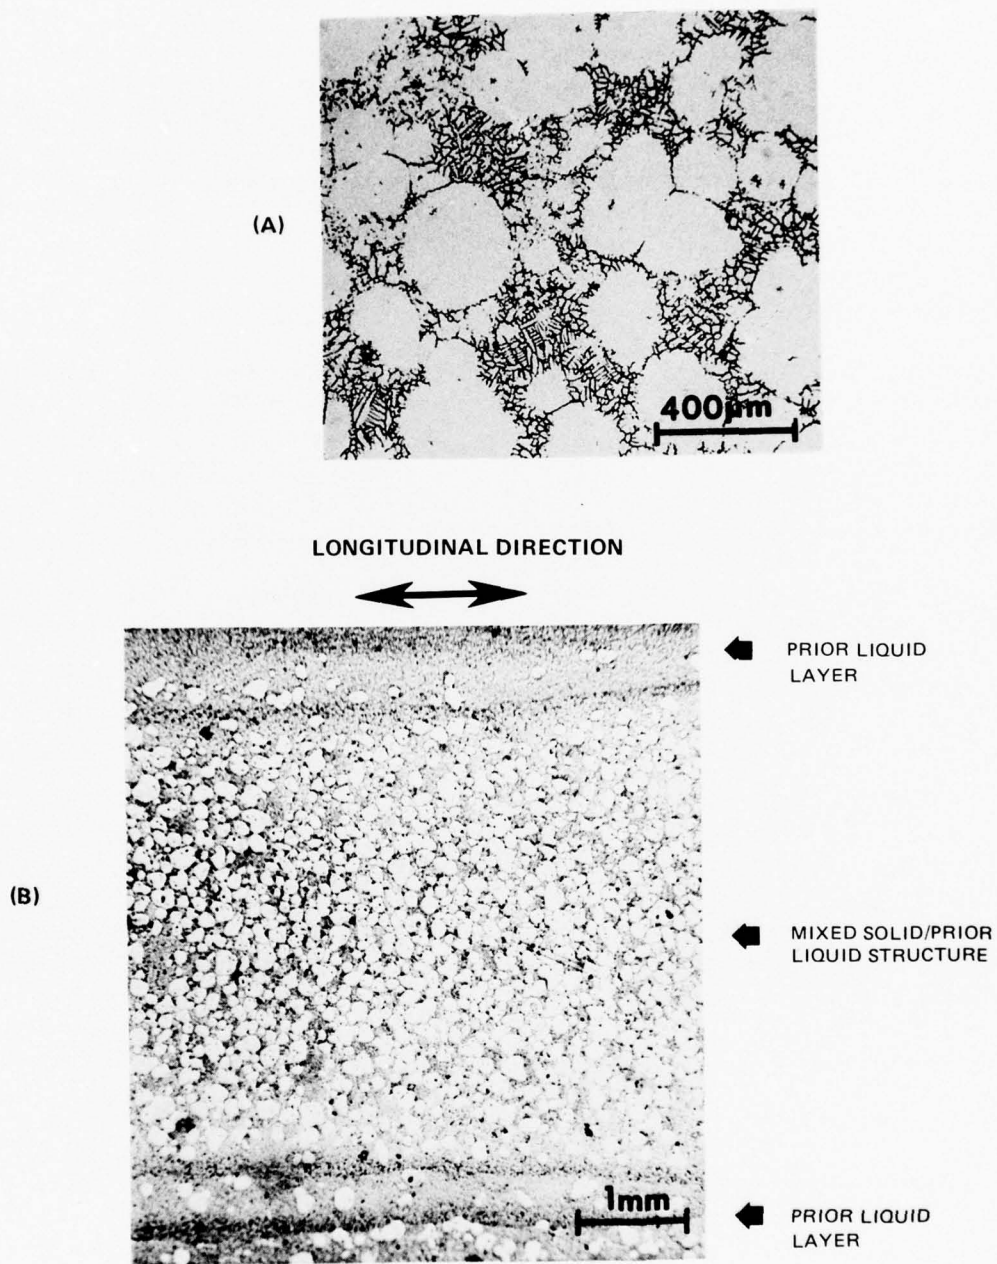 (A)
400μm
LONGITUDINAL DIRECTION
PRIOR LIQUID
LAYER
(B)
MIXED SOLID/PRIOR
LIQUID STRUCTURE
1mm
PRIOR LIQUID
LAYER